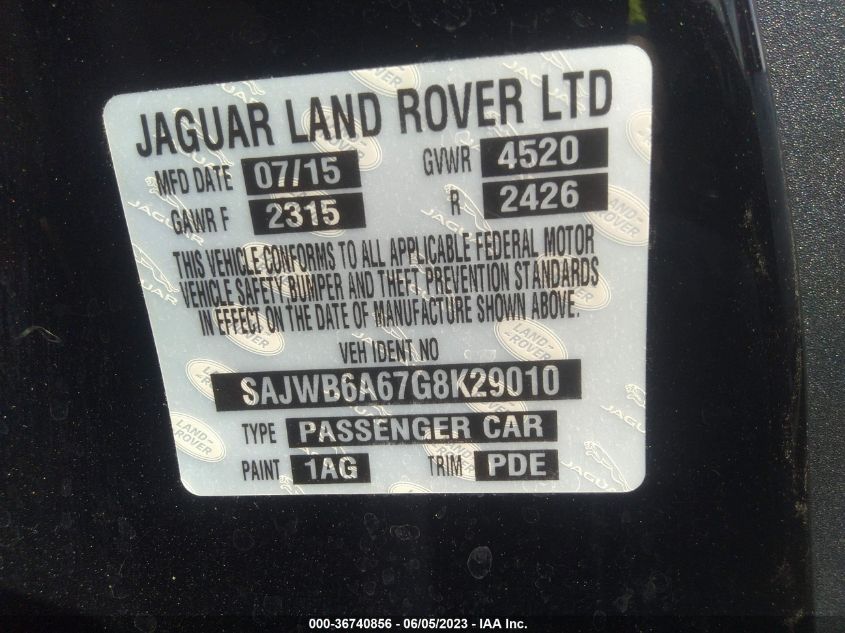 JAGUAR LAND ROVER LTD
MFD DATE 07/15 GVWR 4520
GAWR F 2315 R 2426
THIS VEHICLE CONFORMS TO ALL APPLICABLE FEDERAL MOTOR
VEHICLE SAFETY BUMPER AND THEFT PREVENTION STANDARDS
IN EFFECT ON THE DATE OF MANUFACTURE SHOWN ABOVE.
VEH IDENT NO
SAJWB6A67G8K29010
TYPE PASSENGER CAR
PAINT 1AG TRIM PDE
000-36740856 - 06/05/2023 - IAA Inc.